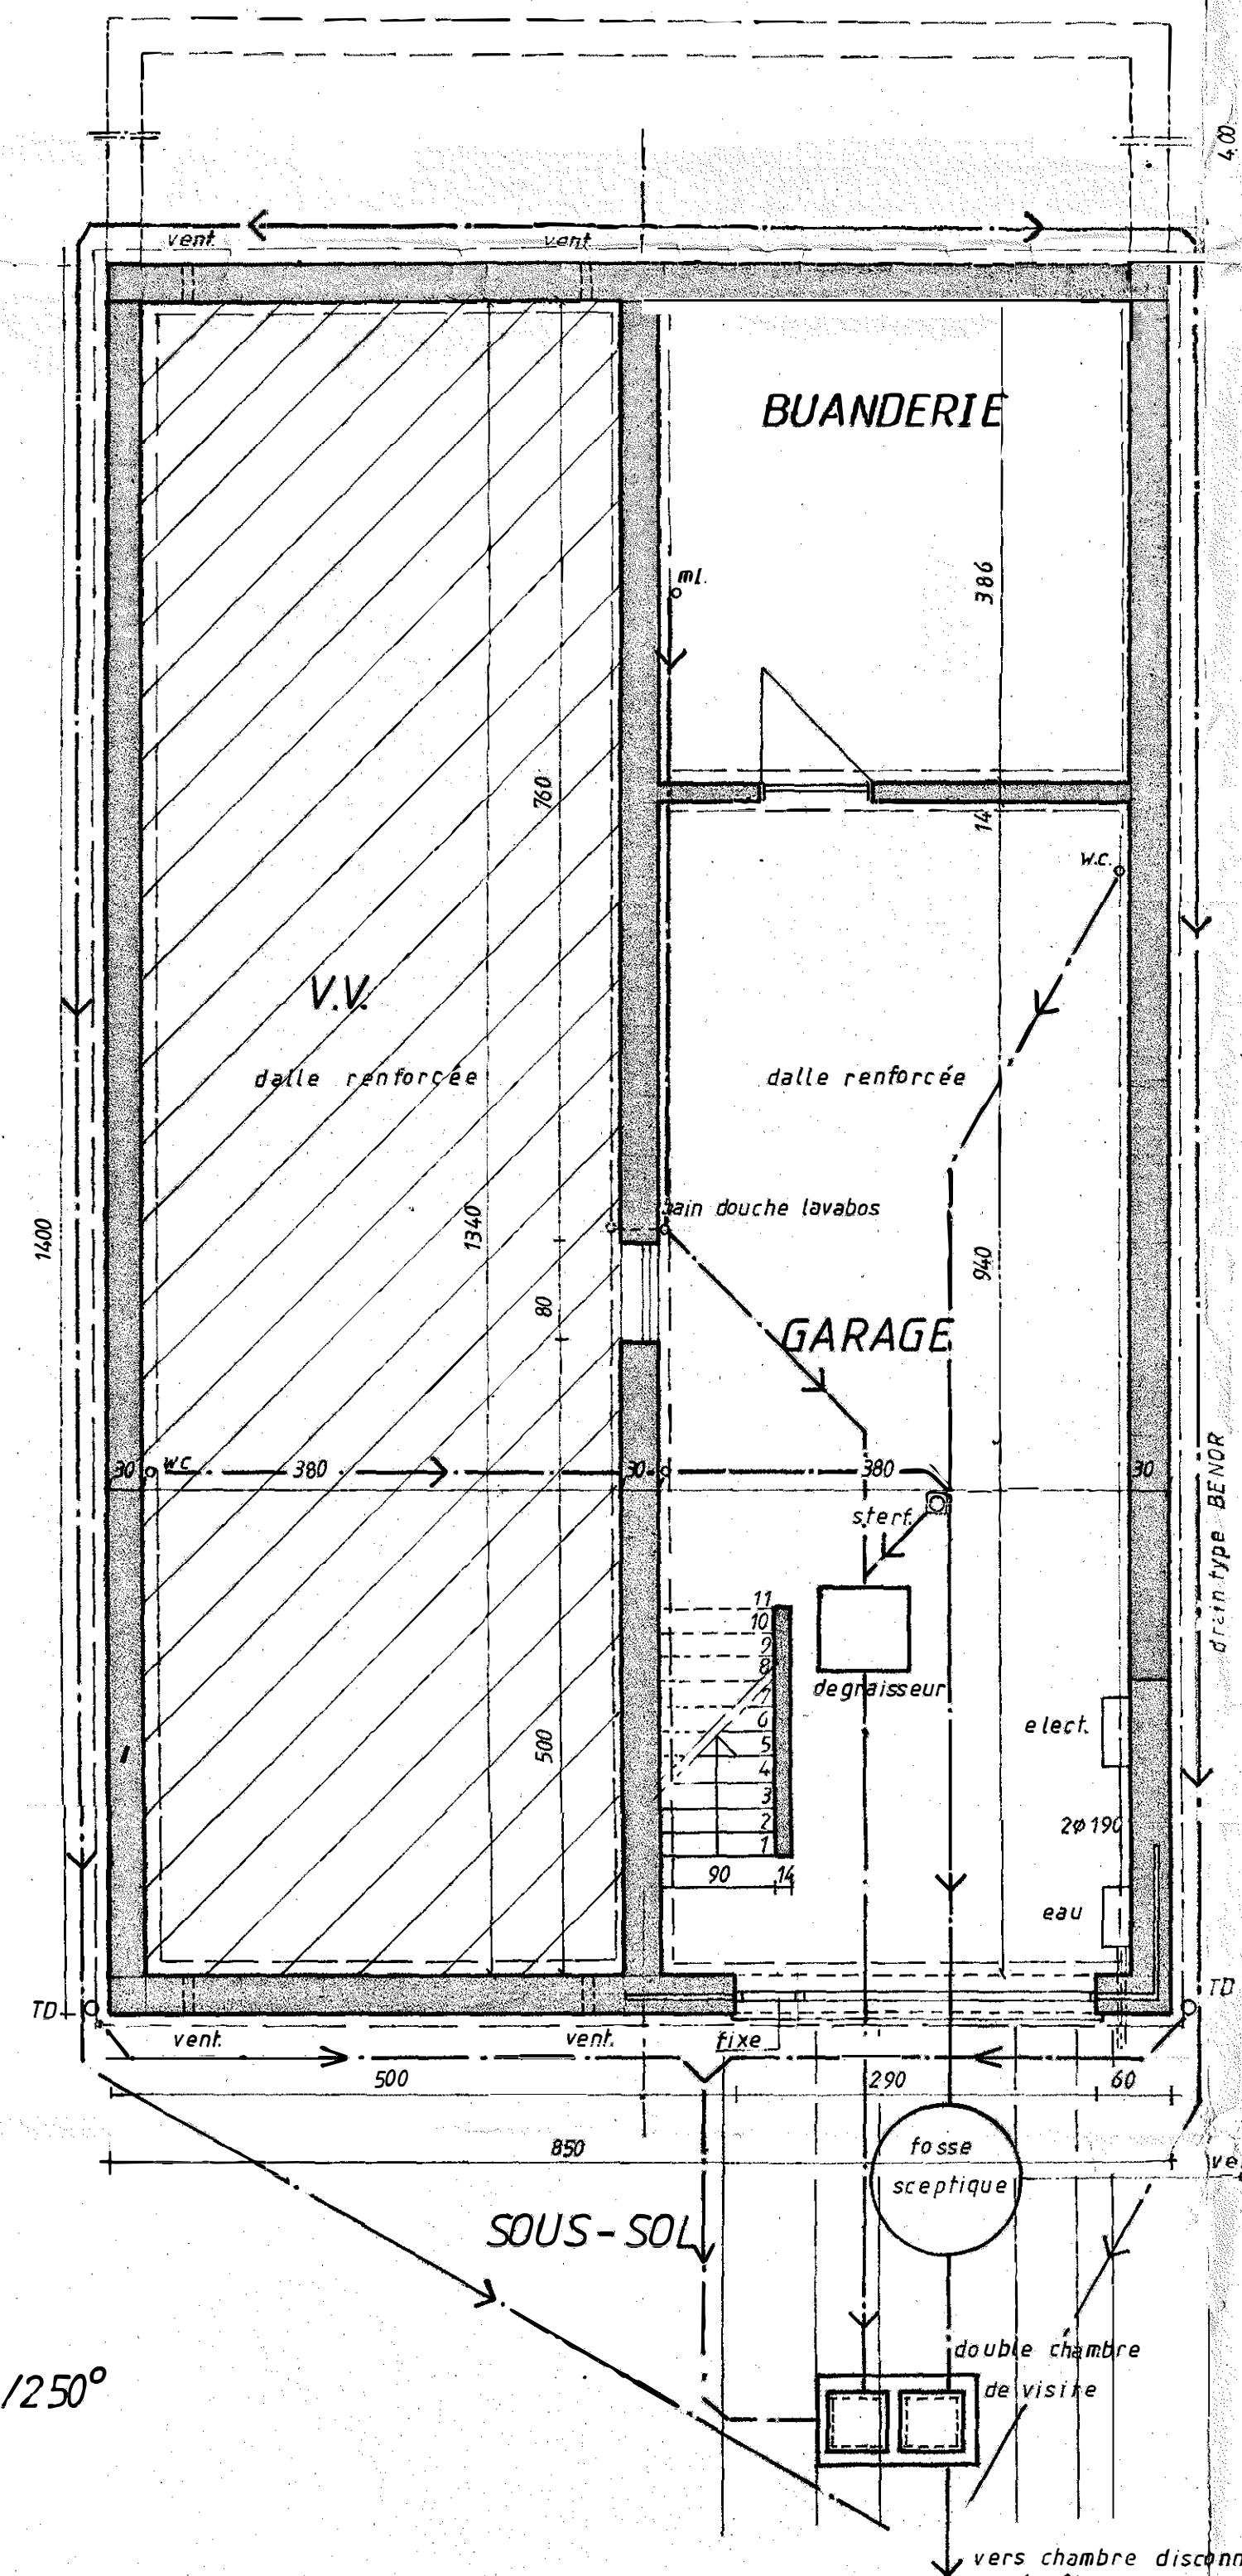 4.00
vent.
vent.
BUANDERIE
ml.
386
760
14
W.C.
V.V.
dalle renforcée
dalle renforcée
1400
1340
bain douche lavabos
80
940
GARAGE
30
wc
380
30
380
30
sterf.
drain type BENOR
11
10
9
8
7
6
5
4
3
2
1
degraisseur
elect.
500
2ø190
90
14
eau
TD
TD
vent.
vent.
fixe
500
290
60
850
fosse
sceptique
SOUS-SOL
double chambre
de visite
/250°
vers chambre disconn